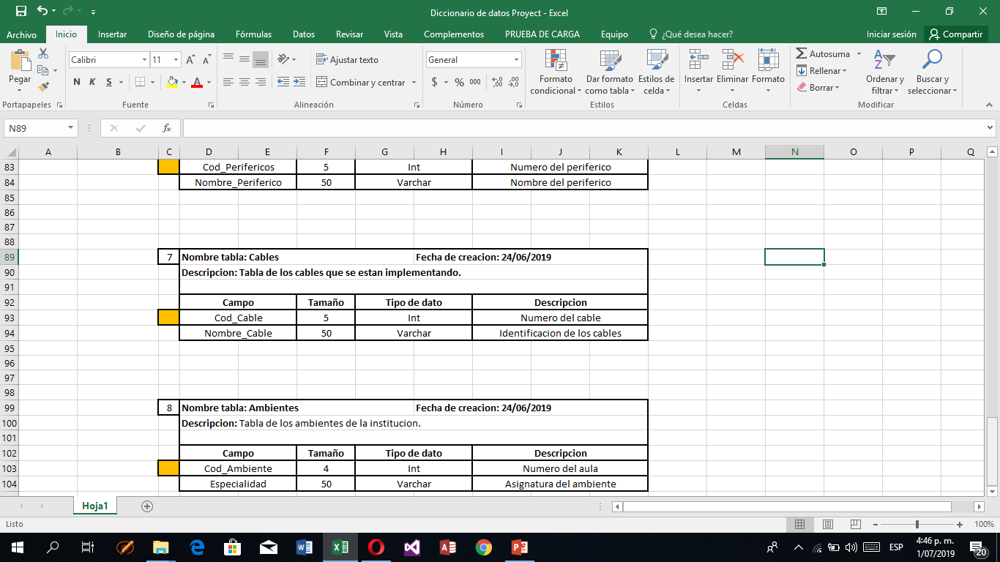 Diccionario de datos Proyect - Excel
Archivo Inicio Insertar Diseño de página Fórmulas Datos Revisar Vista Complementos PRUEBA DE CARGA Equipo ¿Qué desea hacer? Iniciar sesión Compartir
Pegar
Calibri 11
N K S A
Ajustar texto
Combinar y centrar
General
$ % 000
Formato condicional
Dar formato como tabla
Estilos de celda
Insertar Eliminar Formato
Autosuma
Rellenar
Borrar
Ordenar y filtrar
Buscar y seleccionar
Portapapeles Fuente Alineación Número Estilos Celdas Modificar
N89 fx
A B C D E F G H I J K L M N O P Q
83 Cod_Perifericos 5 Int Numero del periferico
84 Nombre_Periferico 50 Varchar Nombre del periferico
85
86
87
88
89 7 Nombre tabla: Cables Fecha de creacion: 24/06/2019
90 Descripcion: Tabla de los cables que se estan implementando.
91
92 Campo Tamaño Tipo de dato Descripcion
93 Cod_Cable 5 Int Numero del cable
94 Nombre_Cable 50 Varchar Identificacion de los cables
95
96
97
98
99 8 Nombre tabla: Ambientes Fecha de creacion: 24/06/2019
100 Descripcion: Tabla de los ambientes de la institucion.
101
102 Campo Tamaño Tipo de dato Descripcion
103 Cod_Ambiente 4 Int Numero del aula
104 Especialidad 50 Varchar Asignatura del ambiente
Hoja1
Listo 100%
ESP
4:46 p. m.
1/07/2019
20